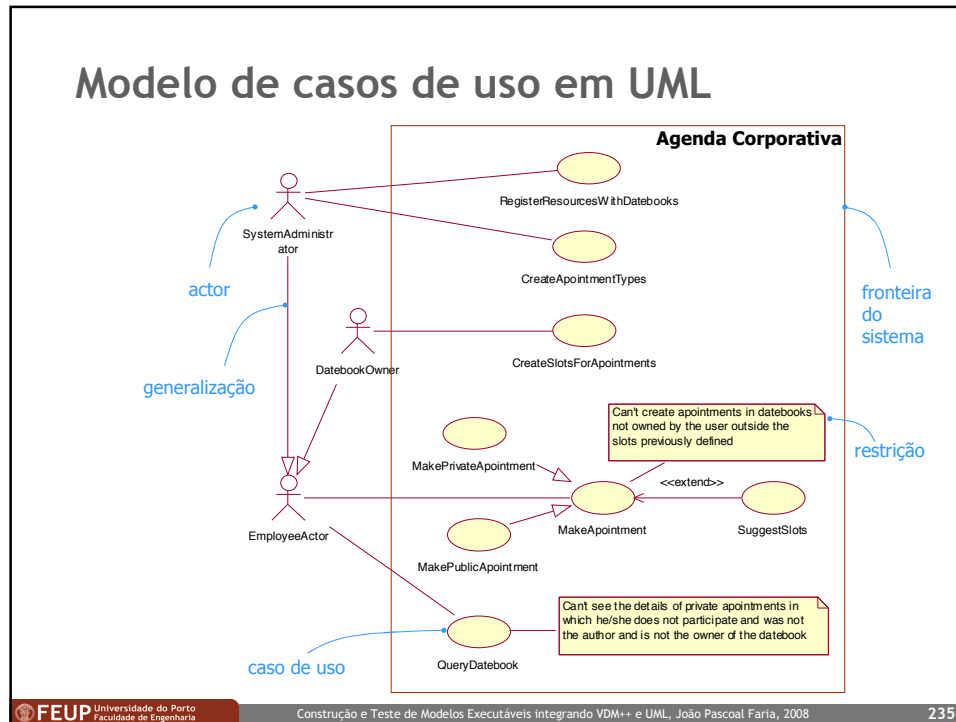 Modelo de casos de uso em UML
Agenda Corporativa
RegisterResourcesWithDatebooks
SystemAdministr
ator
CreateApointmentTypes
actor
fronteira
do
sistema
DatebookOwner
CreateSlotsForApointments
generalização
Can't create apointments in datebooks
not owned by the user outside the
slots previously defined
restrição
MakePrivateApointment
<<extend>>
EmployeeActor
MakeApointment
SuggestSlots
MakePublicApointment
Can't see the details of private apointments in
which he/she does not participate and was not
the author and is not the owner of the datebook
caso de uso
QueryDatebook
FEUP Universidade do Porto
Faculdade de Engenharia
Construção e Teste de Modelos Executáveis integrando VDM++ e UML, João Pascoal Faria, 2008
235